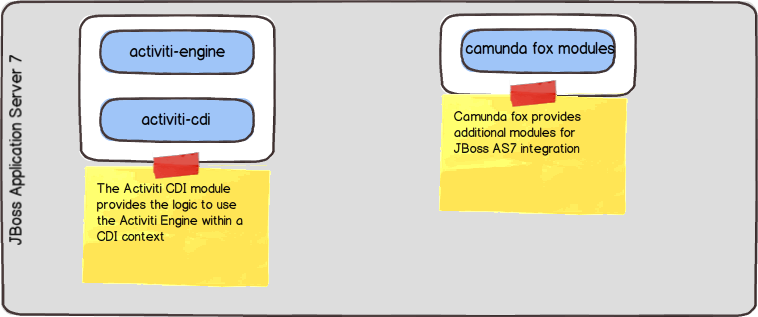 JBoss Application Server 7
activiti-engine
activiti-cdi
The Activiti CDI module
provides the logic to use
the Activiti Engine within a
CDI context
camunda fox modules
Camunda fox provides
additional modules for
JBoss AS7 integration